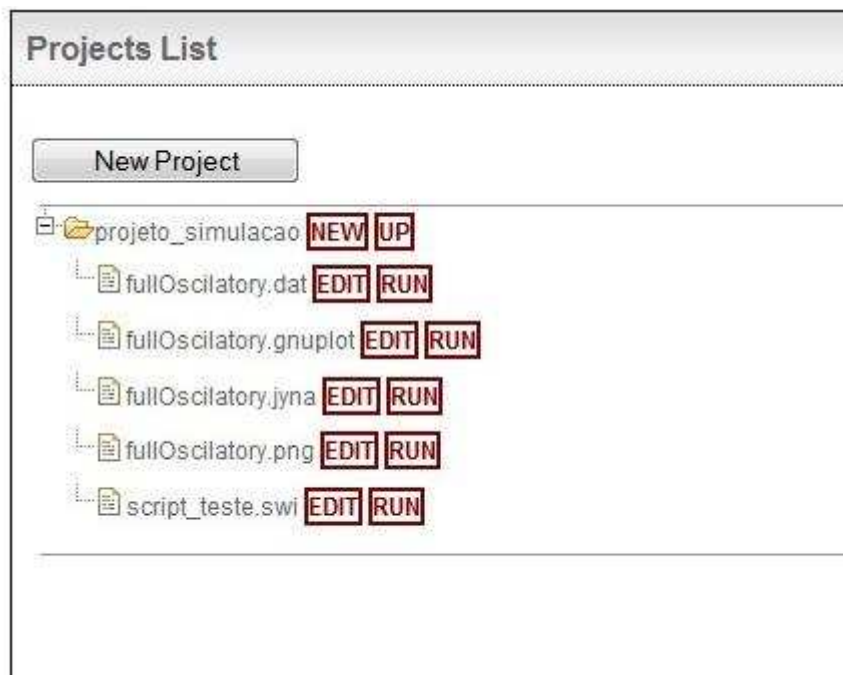 Projects List
New Project
projeto_simulacao NEW UP
fullOscilatory.dat EDIT RUN
fullOscilatory.gnuplot EDIT RUN
fullOscilatory.jyna EDIT RUN
fullOscilatory.png EDIT RUN
script_teste.swi EDIT RUN